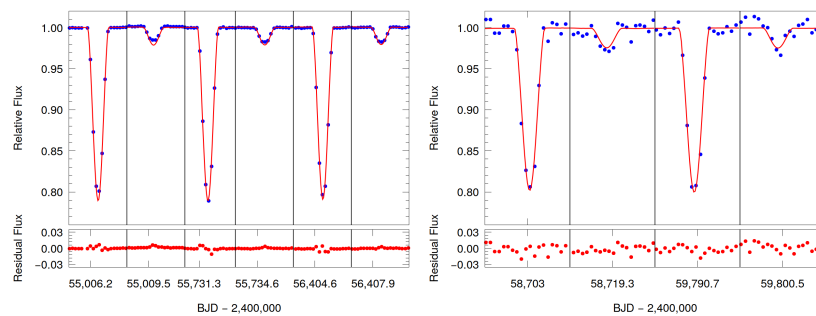 1.00
0.95
0.90
0.85
0.80
Relative Flux
0.03
0.00
−0.03
Residual Flux
55,006.2 55,009.5 55,731.3 55,734.6 56,404.6 56,407.9
BJD − 2,400,000
1.00
0.95
0.90
0.85
0.80
Relative Flux
0.03
0.00
−0.03
Residual Flux
58,703 58,719.3 59,790.7 59,800.5
BJD − 2,400,000